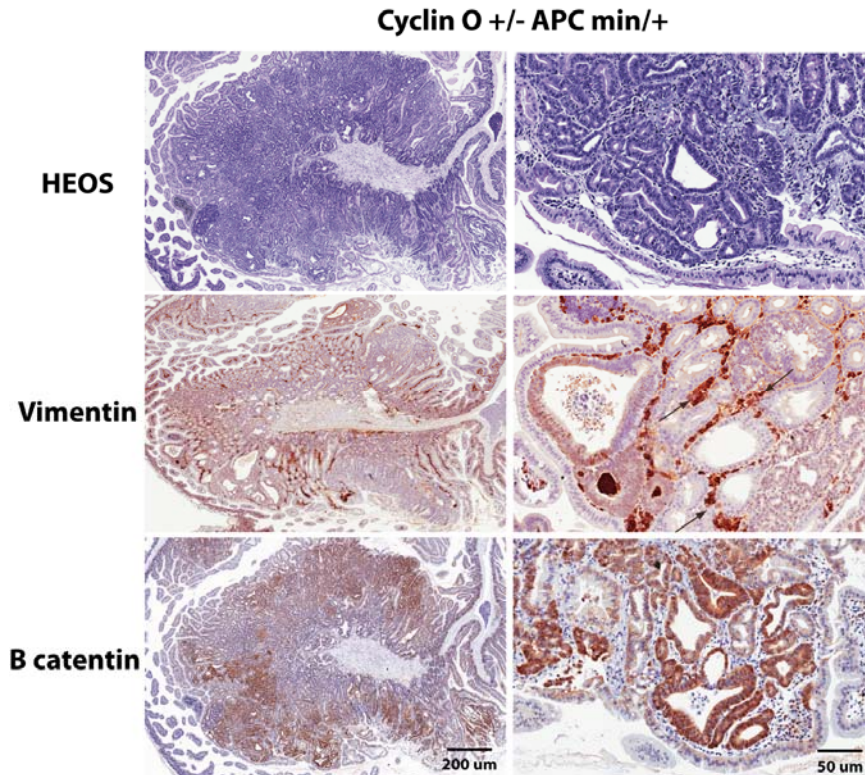 Cyclin O +/- APC min/+
HEOS
Vimentin
B catentin
200 um
50 um